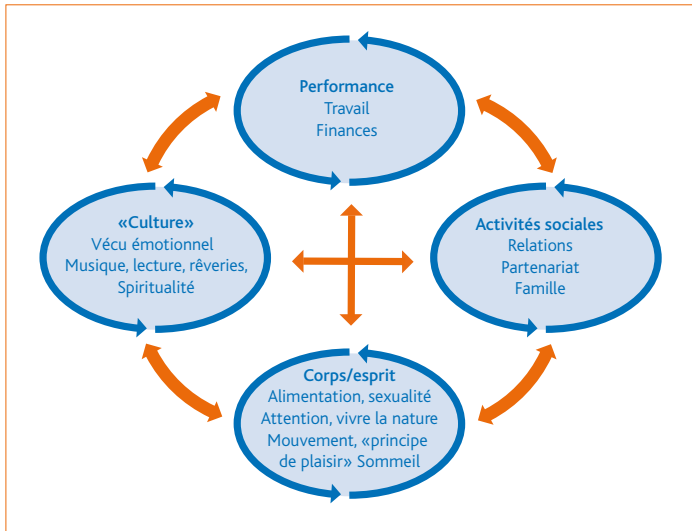 Performance
Travail
Finances
«Culture»
Vécu émotionnel
Musique, lecture, rêveries,
Spiritualité
Activités sociales
Relations
Partenariat
Famille
Corps/esprit
Alimentation, sexualité
Attention, vivre la nature
Mouvement, «principe
de plaisir» Sommeil